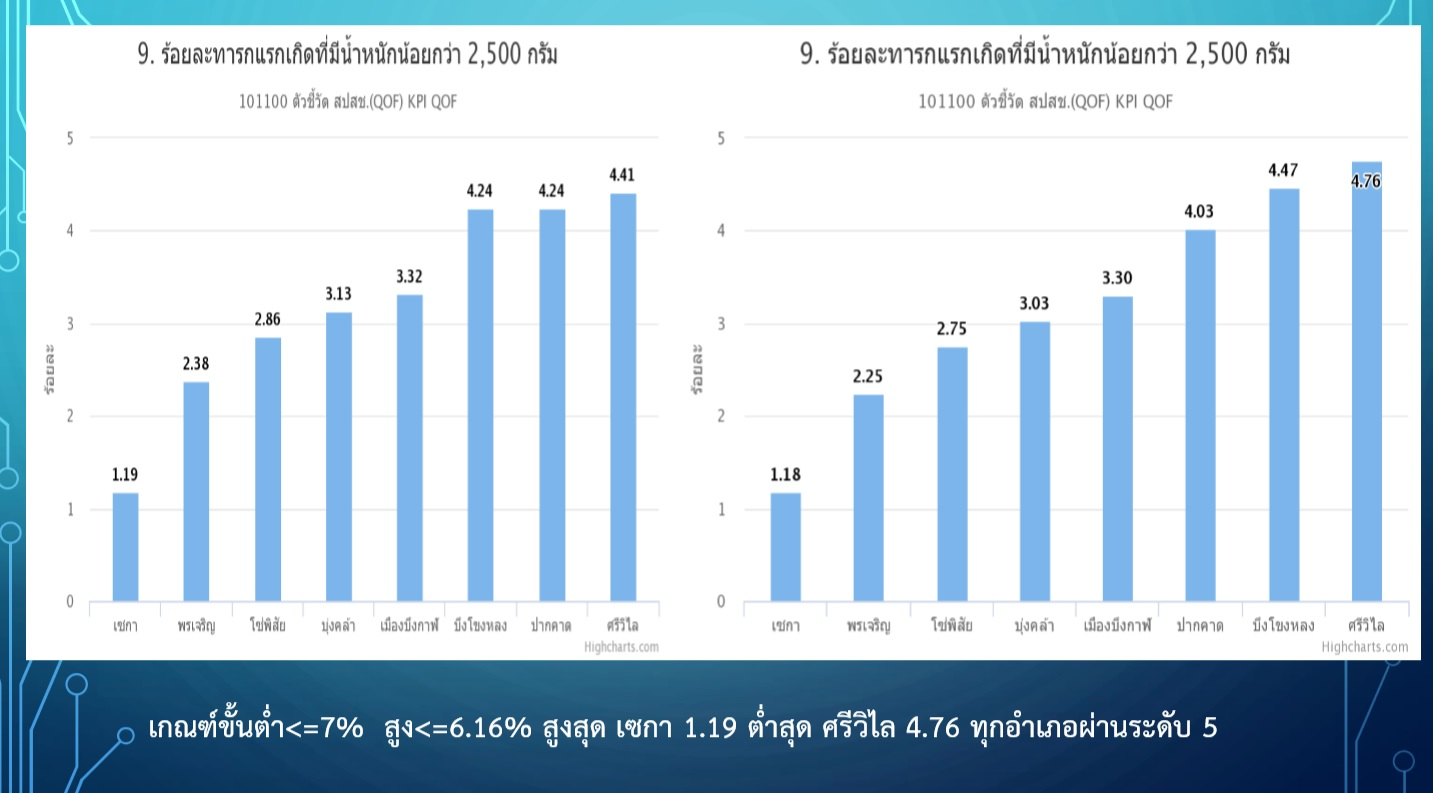 9. ร้อยละทารกแรกเกิดที่มีน้ำหนักน้อยกว่า 2,500 กรัม
101100 ตัวชี้วัด สปสช.(QOF) KPI QOF
5
4
3
2
1
0
ร้อยละ
1.19
2.38
2.86
3.13
3.32
4.24
4.24
4.41
เซกา พรเจริญ โซ่พิสัย บุ่งคล้า เมืองบึงกาฬ บึงโขงหลง ปากคาด ศรีวิไล
Highcharts.com
9. ร้อยละทารกแรกเกิดที่มีน้ำหนักน้อยกว่า 2,500 กรัม
101100 ตัวชี้วัด สปสช.(QOF) KPI QOF
5
4
3
2
1
0
ร้อยละ
1.18
2.25
2.75
3.03
3.30
4.03
4.47
4.76
เซกา พรเจริญ โซ่พิสัย บุ่งคล้า เมืองบึงกาฬ ปากคาด บึงโขงหลง ศรีวิไล
Highcharts.com
เกณฑ์ขั้นต่ำ<=7% สูง<=6.16% สูงสุด เซกา 1.19 ต่ำสุด ศรีวิไล 4.76 ทุกอำเภอผ่านระดับ 5